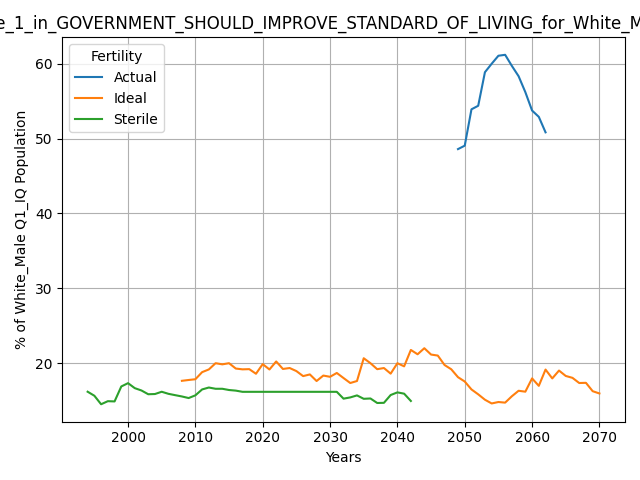 e_1_in_GOVERNMENT_SHOULD_IMPROVE_STANDARD_OF_LIVING_for_White_M
Fertility
Actual
Ideal
Sterile
% of White_Male Q1_IQ Population
60
50
40
30
20
2000 2010 2020 2030 2040 2050 2060 2070
Years